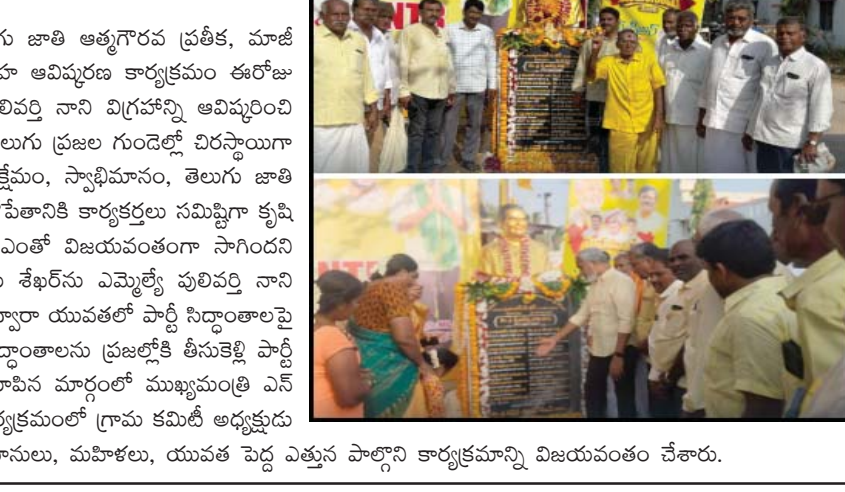 గు జాతి ఆత్మగౌరవ ప్రతీక, మాజీ
హ ఆవిష్కరణ కార్యక్రమం ఈరోజు
లివర్తి నాని విగ్రహాన్ని ఆవిష్కరించి
లుగు ప్రజల గుండెల్లో చిరస్థాయిగా
క్షేమం, స్వాభిమానం, తెలుగు జాతి
పేతానికి కార్యకర్తలు సమిష్టిగా కృషి
ఎంతో విజయవంతంగా సాగిందని
శేఖర్‌ను ఎమ్మెల్యే పులివర్తి నాని
్వారా యువతలో పార్టీ సిద్ధాంతాలపై
ద్ధాంతాలను ప్రజల్లోకి తీసుకెళ్లి పార్టీ
పిన మార్గంలో ముఖ్యమంత్రి ఎన్
ర్యక్రమంలో గ్రామ కమిటీ అధ్యక్షుడు
ానులు, మహిళలు, యువత పెద్ద ఎత్తున పాల్గొని కార్యక్రమాన్ని విజయవంతం చేశారు.
NTR